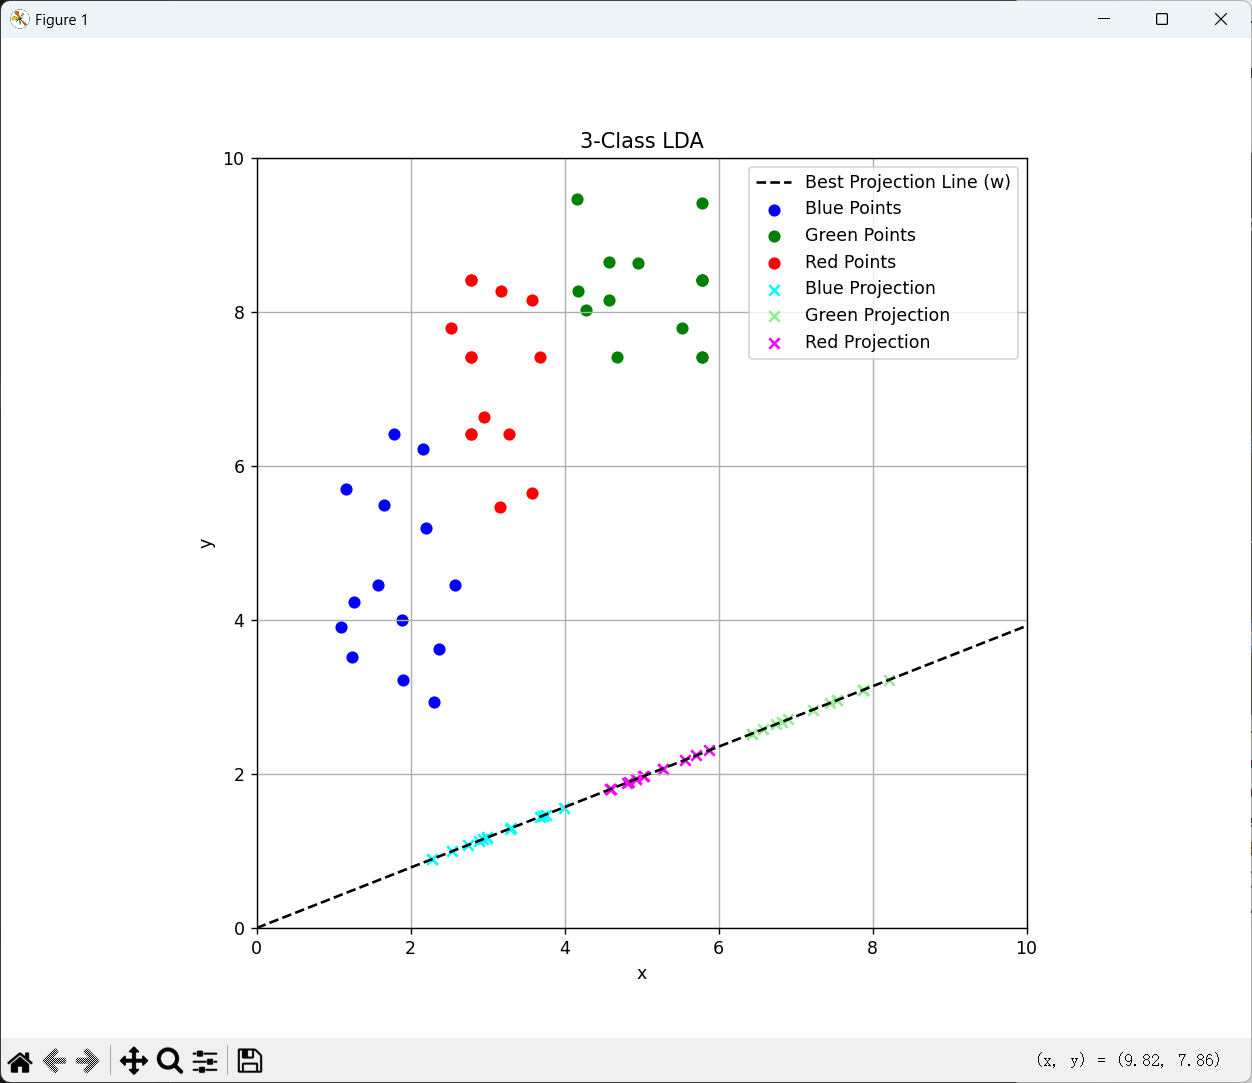 Figure 1
3-Class LDA
Best Projection Line (w)
Blue Points
Green Points
Red Points
Blue Projection
Green Projection
Red Projection
10
8
6
4
2
0
y
0 2 4 6 8 10
x
(x, y) = (9.82, 7.86)